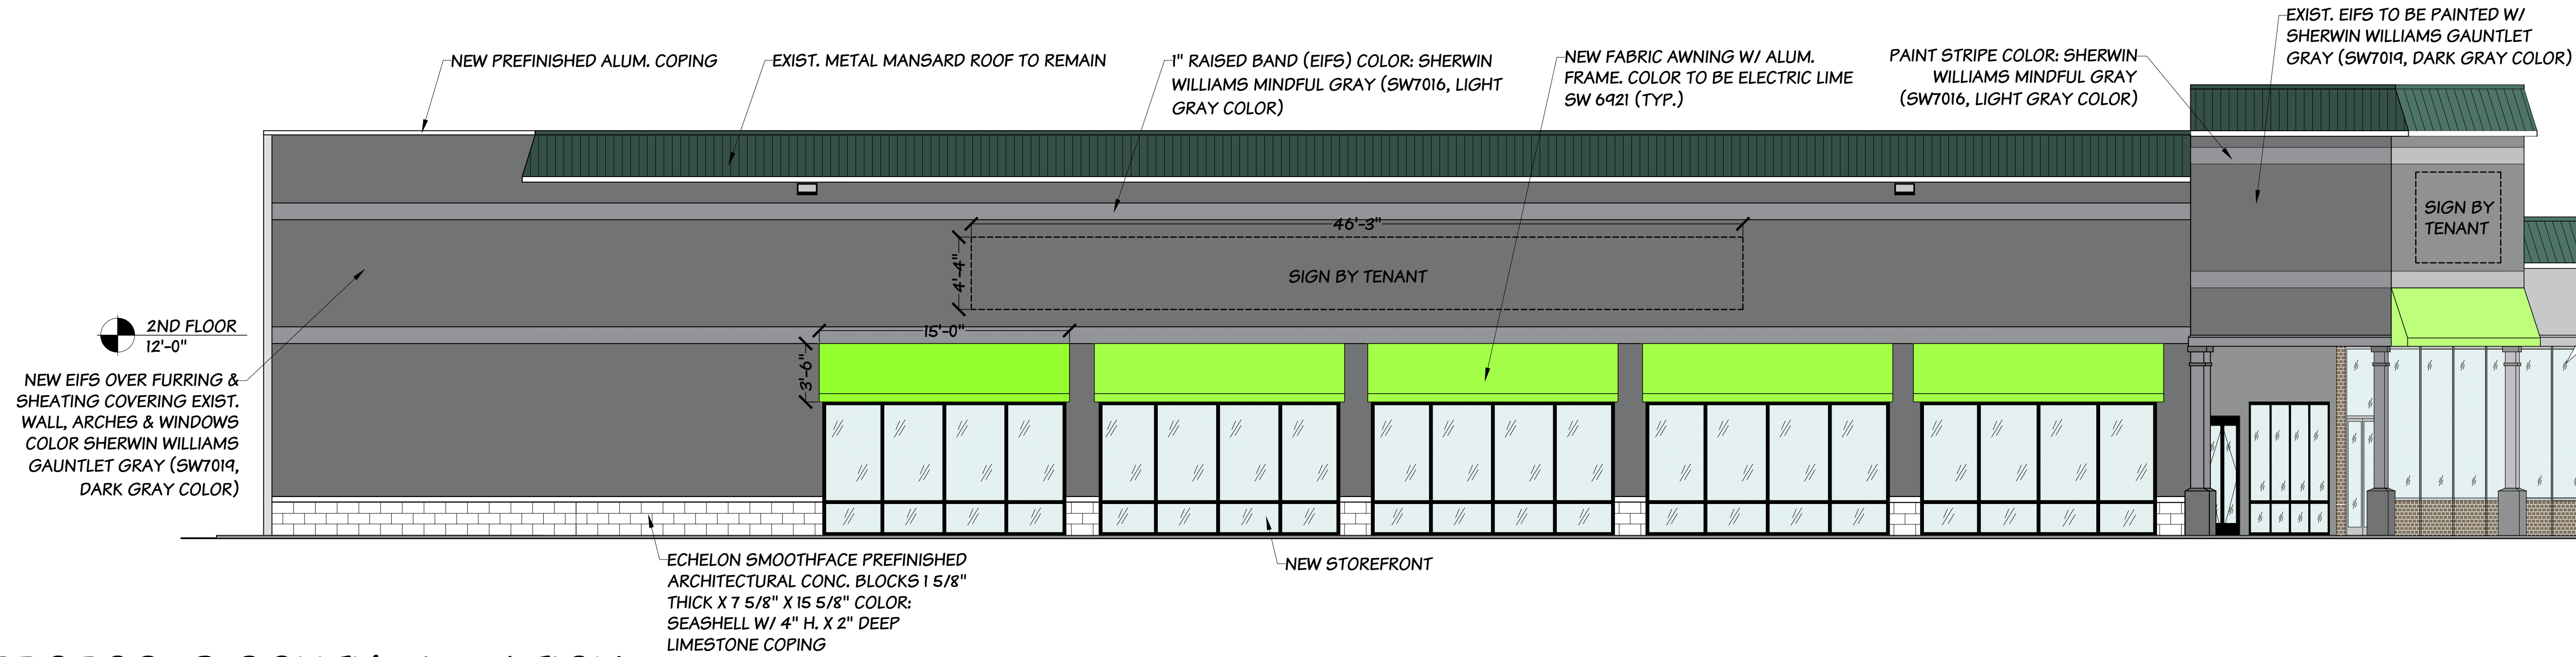 EXIST. EIFS TO BE PAINTED W/
SHERWIN WILLIAMS GAUNTLET
GRAY (SW7019, DARK GRAY COLOR)
NEW PREFINISHED ALUM. COPING
EXIST. METAL MANSARD ROOF TO REMAIN
1" RAISED BAND (EIFS) COLOR: SHERWIN
WILLIAMS MINDFUL GRAY (SW7016, LIGHT
GRAY COLOR)
NEW FABRIC AWNING W/ ALUM.
FRAME. COLOR TO BE ELECTRIC LIME
SW 6921 (TYP.)
PAINT STRIPE COLOR: SHERWIN
WILLIAMS MINDFUL GRAY
(SW7016, LIGHT GRAY COLOR)
46'-3"
4'-4"
SIGN BY TENANT
SIGN BY
TENANT
2ND FLOOR
12'-0"
15'-0"
3'-6"
NEW EIFS OVER FURRING &
SHEATING COVERING EXIST.
WALL, ARCHES & WINDOWS
COLOR SHERWIN WILLIAMS
GAUNTLET GRAY (SW7019,
DARK GRAY COLOR)
ECHELON SMOOTHFACE PREFINISHED
ARCHITECTURAL CONC. BLOCKS 1 5/8"
THICK X 7 5/8" X 15 5/8" COLOR:
SEASHELL W/ 4" H. X 2" DEEP
LIMESTONE COPING
NEW STOREFRONT